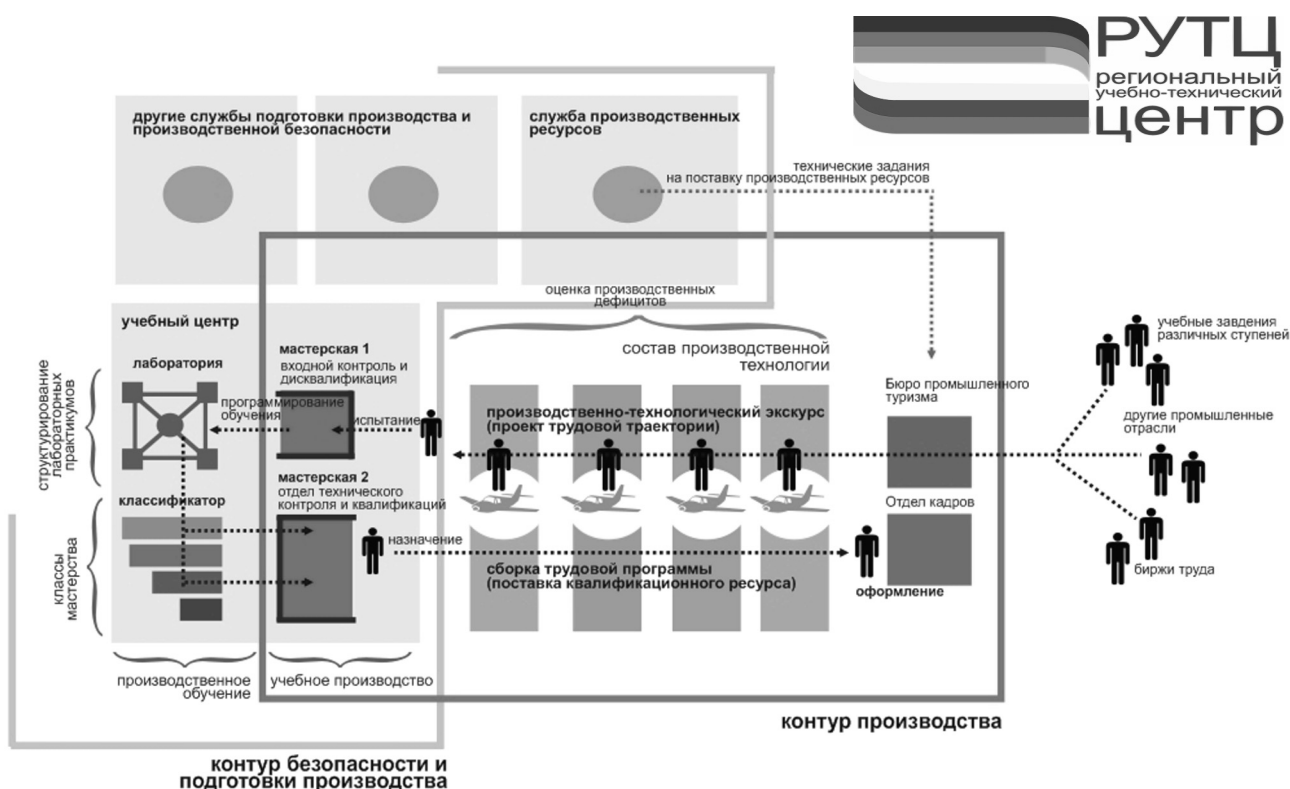 РУТЦ
региональный
учебно-технический
центр
другие службы подготовки производства и
производственной безопасности
служба производственных
ресурсов
технические задания
на поставку производственных ресурсов
оценка производственных
дефицитов
учебный центр
лаборатория
мастерская 1
входной контроль и
дисквалификация
состав производственной
технологии
учебные завдения
различных ступеней
структурирование
лабораторных
практикумов
программирование
обучения
испытание
производственно-технологический экскурс
(проект трудовой траектории)
Бюро промышленного
туризма
другие промышленные
отрасли
классификатор
мастерская 2
отдел технического
контроля и квалификаций
Отдел кадров
назначение
классы
мастерства
сборка трудовой программы
(поставка квалификационного ресурса)
оформление
биржи труда
производственное
обучение
учебное производство
контур производства
контур безопасности и
подготовки производства